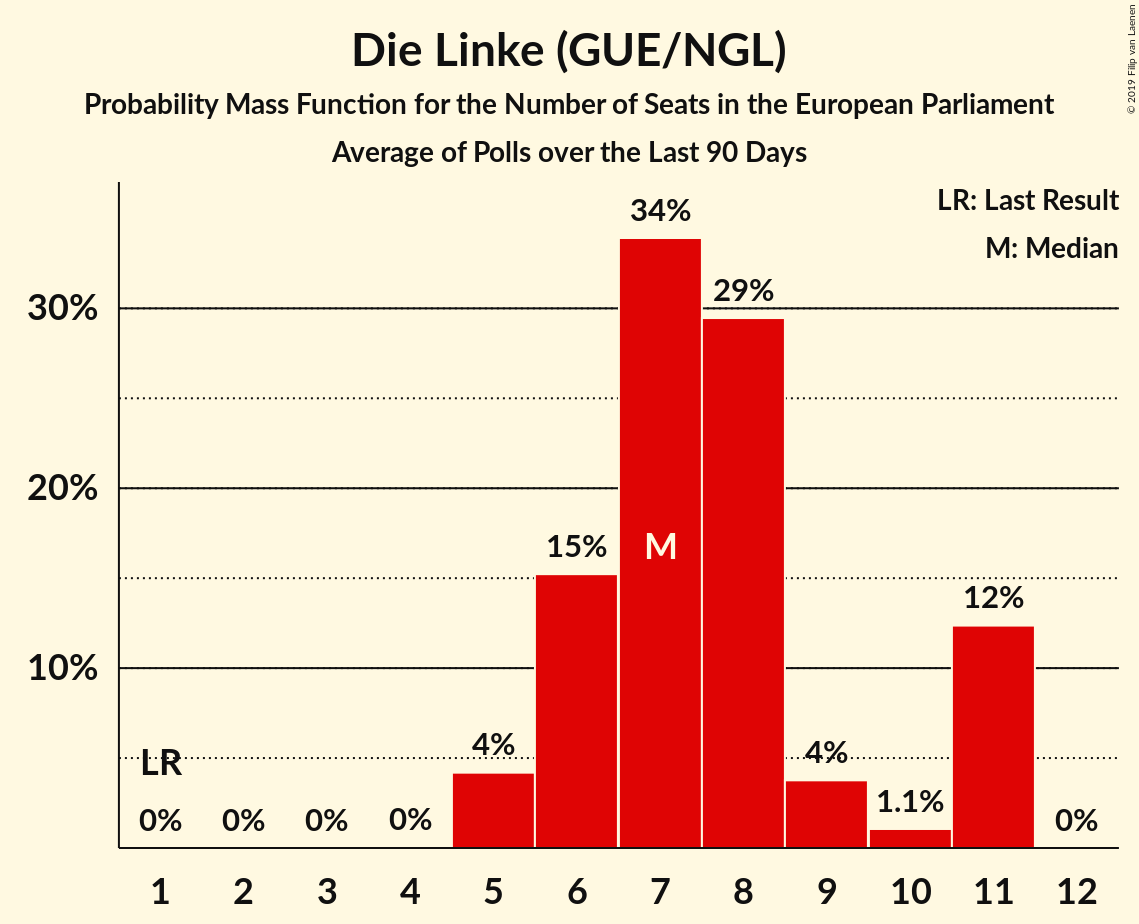 Die Linke (GUE/NGL)
Probability Mass Function for the Number of Seats in the European Parliament
Average of Polls over the Last 90 Days
© 2019 Filip van Laenen
LR: Last Result
M: Median
34%
29%
30%
20%
15%
M
12%
10%
4%
LR
4%
1.1%
0%
0%
0%
0%
0%
1 2 3 4 5 6 7 8 9 10 11 12